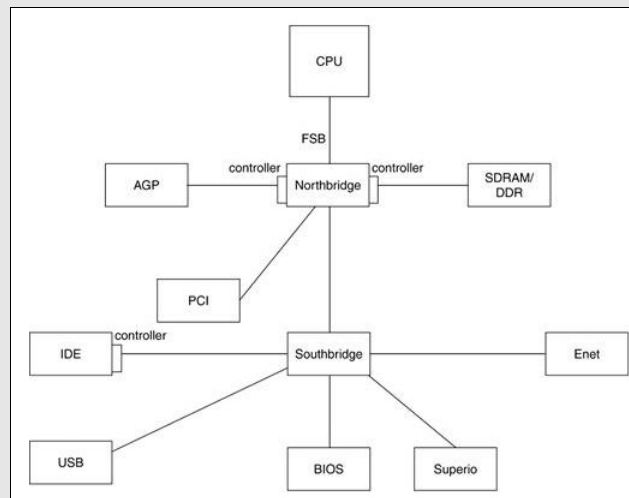 CPU
FSB
controller
controller
AGP
Northbridge
SDRAM/
DDR
PCI
controller
IDE
Southbridge
Enet
USB
BIOS
Superio